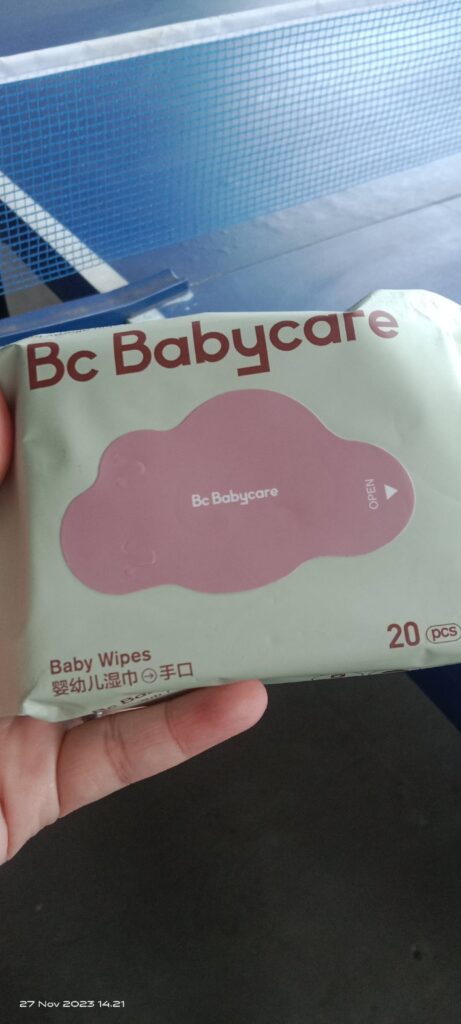 Bc Babycare
Bc Babycare
OPEN
20 pcs
Baby Wipes
婴幼儿湿巾→手口
27 Nov 2023 14.21